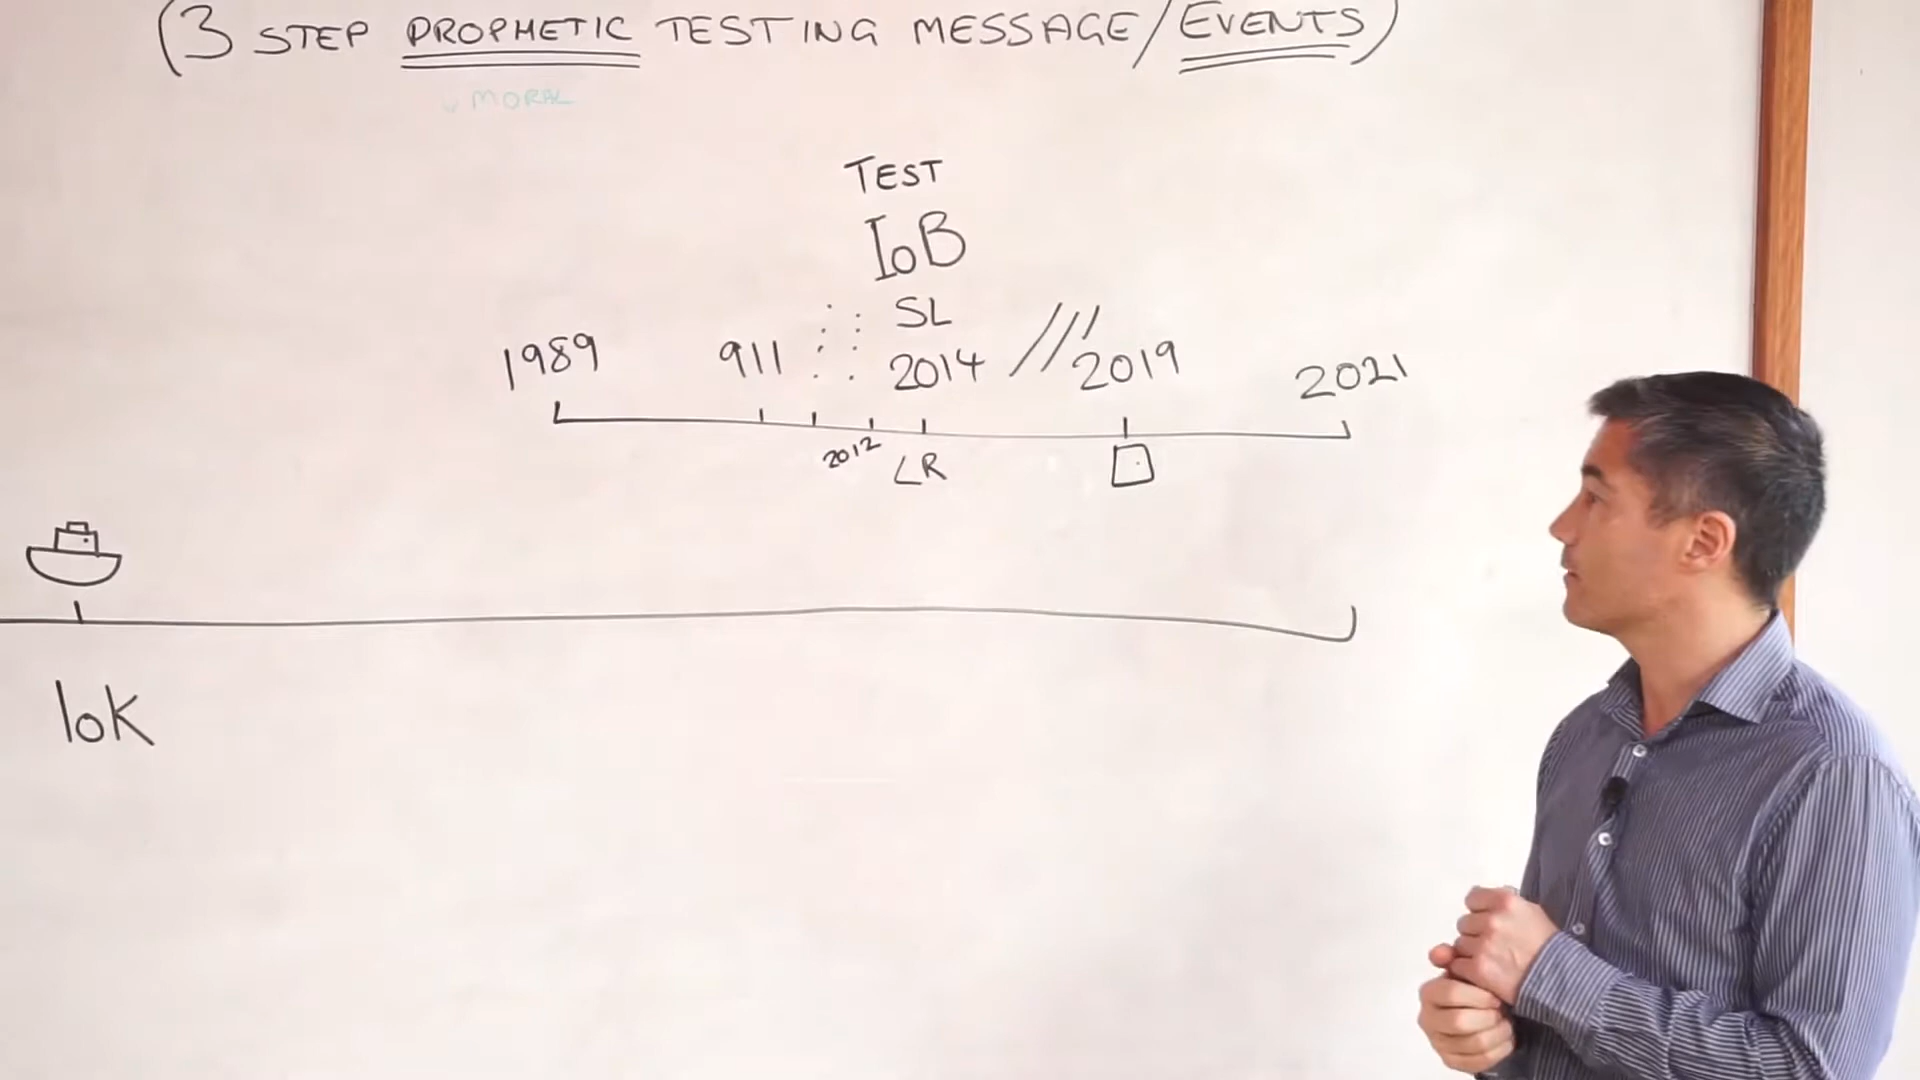 (3 STEP PROPHETIC TESTING MESSAGE/EVENTS)
MORAL
TEST
IoB
SL
1989 911 2014 /// 2019 2021
2012 LR
IoK